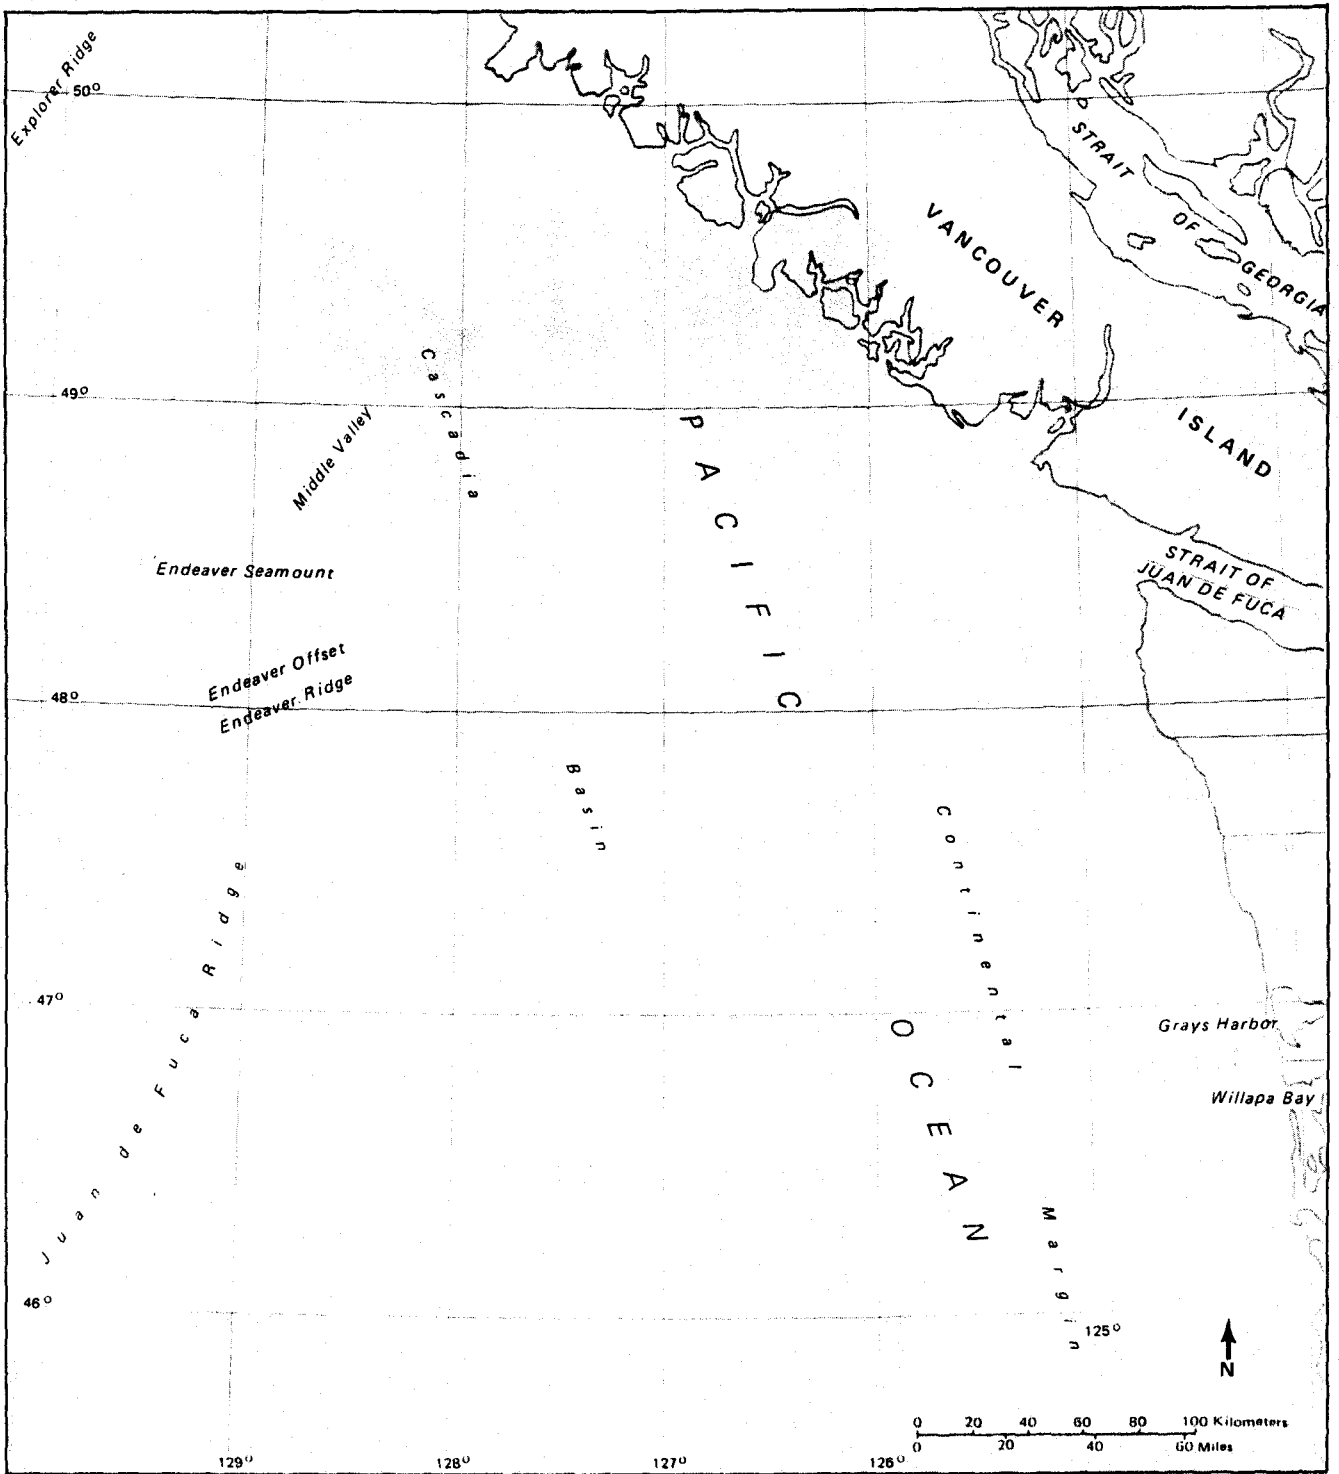 Explorer Ridge
50°
STRAIT
OF
GEORGIA
VANCOUVER
ISLAND
Cascadia
49°
Middle Valley
PACIFIC
Endeaver Seamount
STRAIT OF
JUAN DE FUCA
Endeaver Offset
48°
Endeaver Ridge
Basin
Continental
Juan de Fuca Ridge
47°
OCEAN
Grays Harbor
Willapa Bay
Margin
46°
125°
N
0 20 40 60 80 100 Kilometers
0 20 40 60 Miles
129° 128° 127° 126°